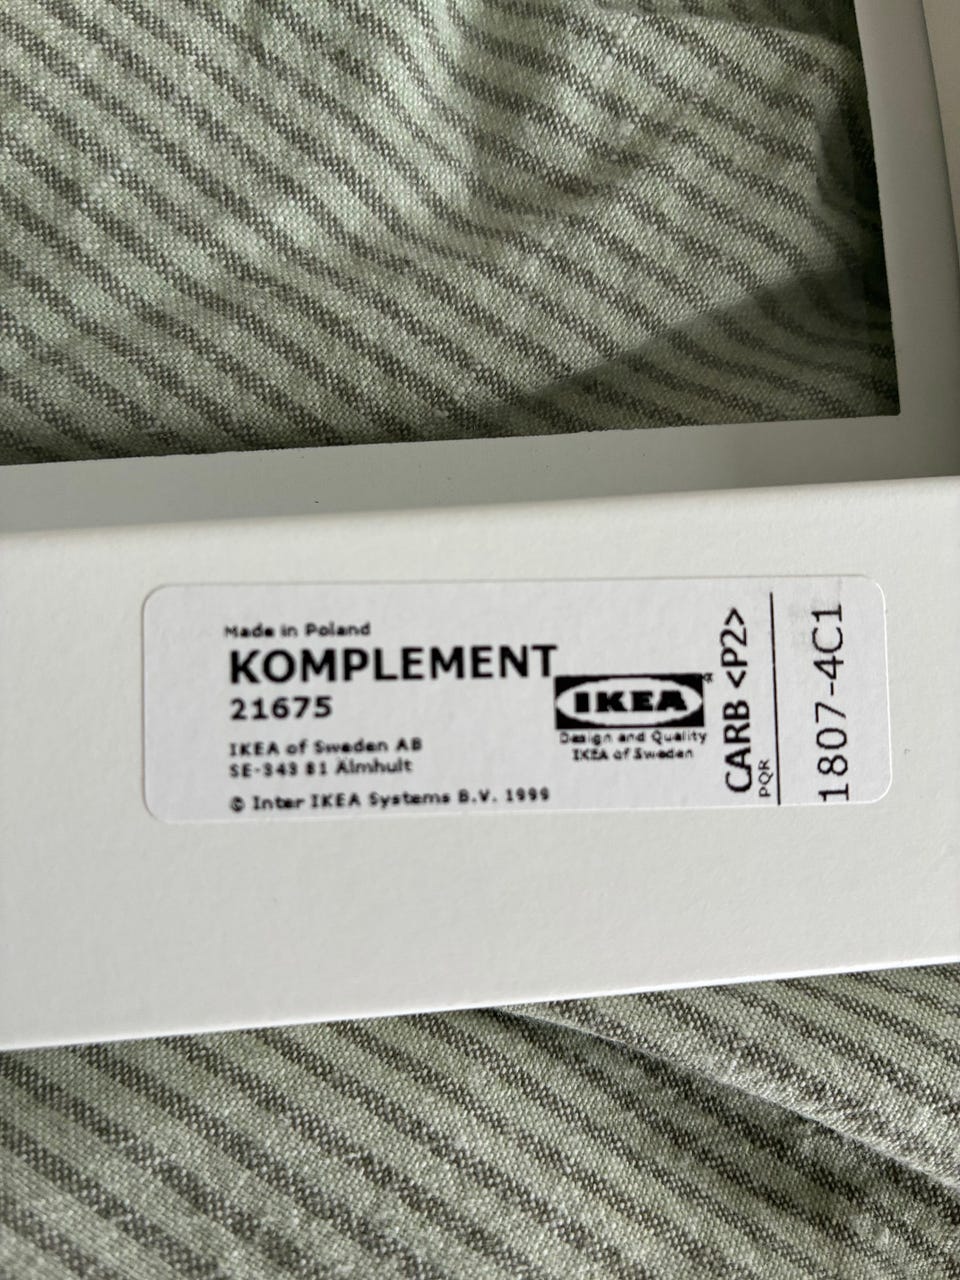 Made in Poland
KOMPLEMENT
21675
IKEA of Sweden AB
SE-343 81 Älmhult
© Inter IKEA Systems B.V. 1999
IKEA®
Design and Quality
IKEA of Sweden
CARB <P2>
PQR
1807-4C1